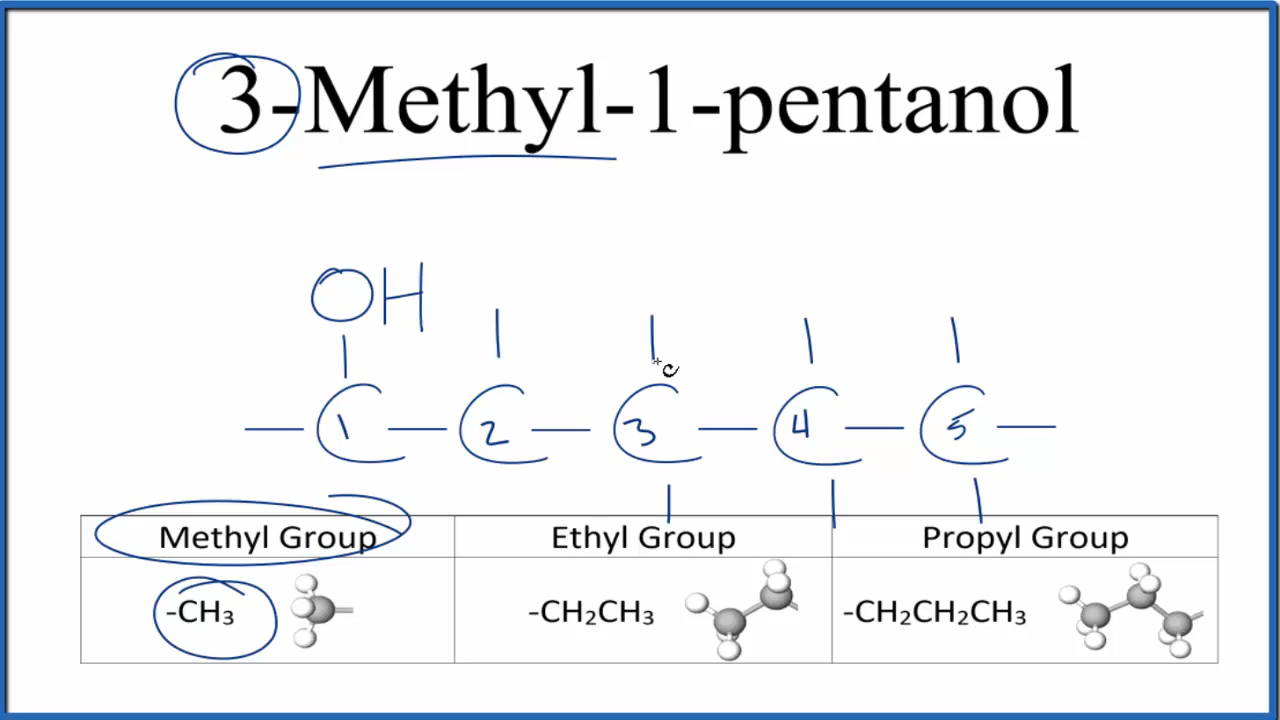 3-Methyl-1-pentanol
OH
1 2 3 4 5
C C C C C
Methyl Group Ethyl Group Propyl Group
-CH₃ -CH₂CH₃ -CH₂CH₂CH₃